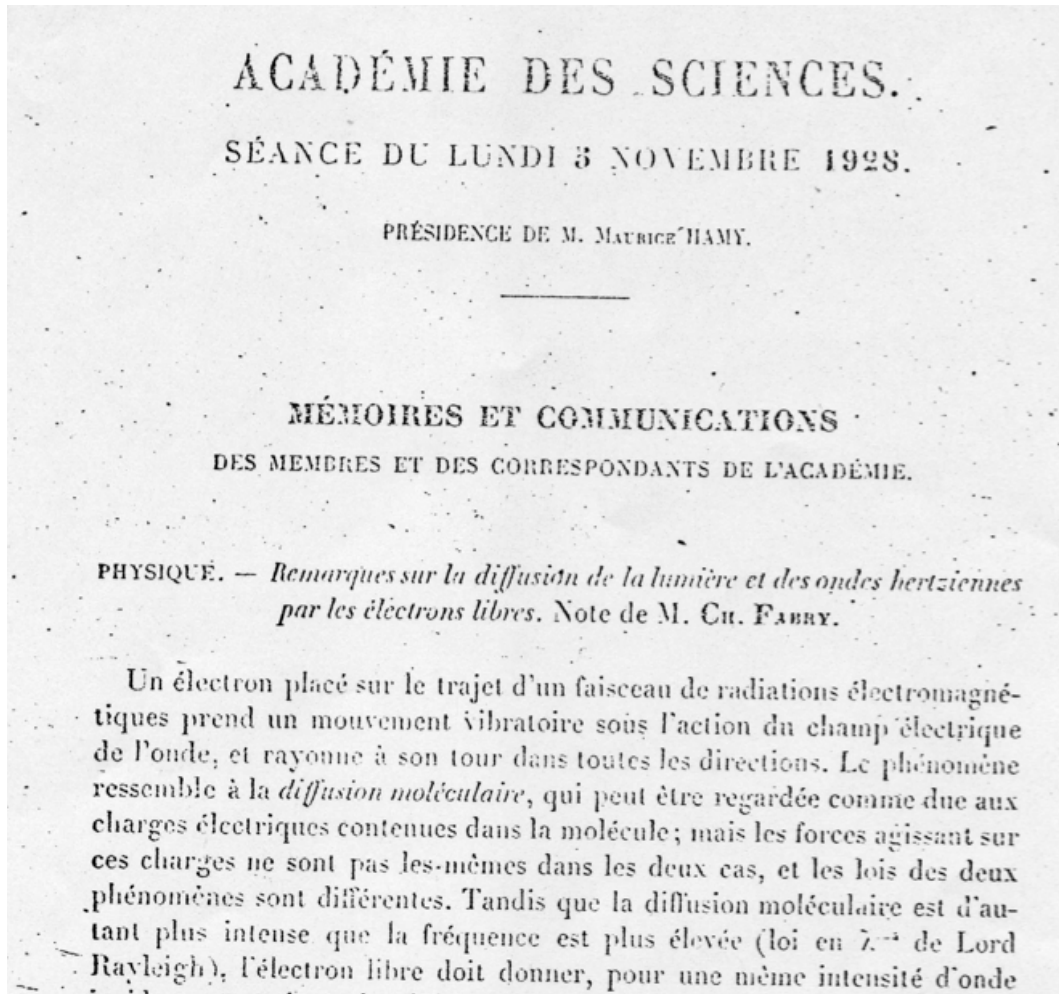 ACADÉMIE DES SCIENCES.
SÉANCE DU LUNDI 5 NOVEMBRE 1928.
PRÉSIDENCE DE M. MAURICE HAMY.
MÉMOIRES ET COMMUNICATIONS
DES MEMBRES ET DES CORRESPONDANTS DE L'ACADÉMIE.
PHYSIQUE. — Remarques sur la diffusion de la lumière et des ondes hertziennes
par les électrons libres. Note de M. CH. FABRY.
Un électron placé sur le trajet d'un faisceau de radiations électromagné-
tiques prend un mouvement vibratoire sous l'action du champ électrique
de l'onde, et rayonne à son tour dans toutes les directions. Le phénomène
ressemble à la diffusion moléculaire, qui peut être regardée comme due aux
charges électriques contenues dans la molécule; mais les forces agissant sur
ces charges ne sont pas les mêmes dans les deux cas, et les lois des deux
phénomènes sont différentes. Tandis que la diffusion moléculaire est d'au-
tant plus intense que la fréquence est plus élevée (loi en λ⁻⁴ de Lord
Rayleigh), l'électron libre doit donner, pour une même intensité d'onde